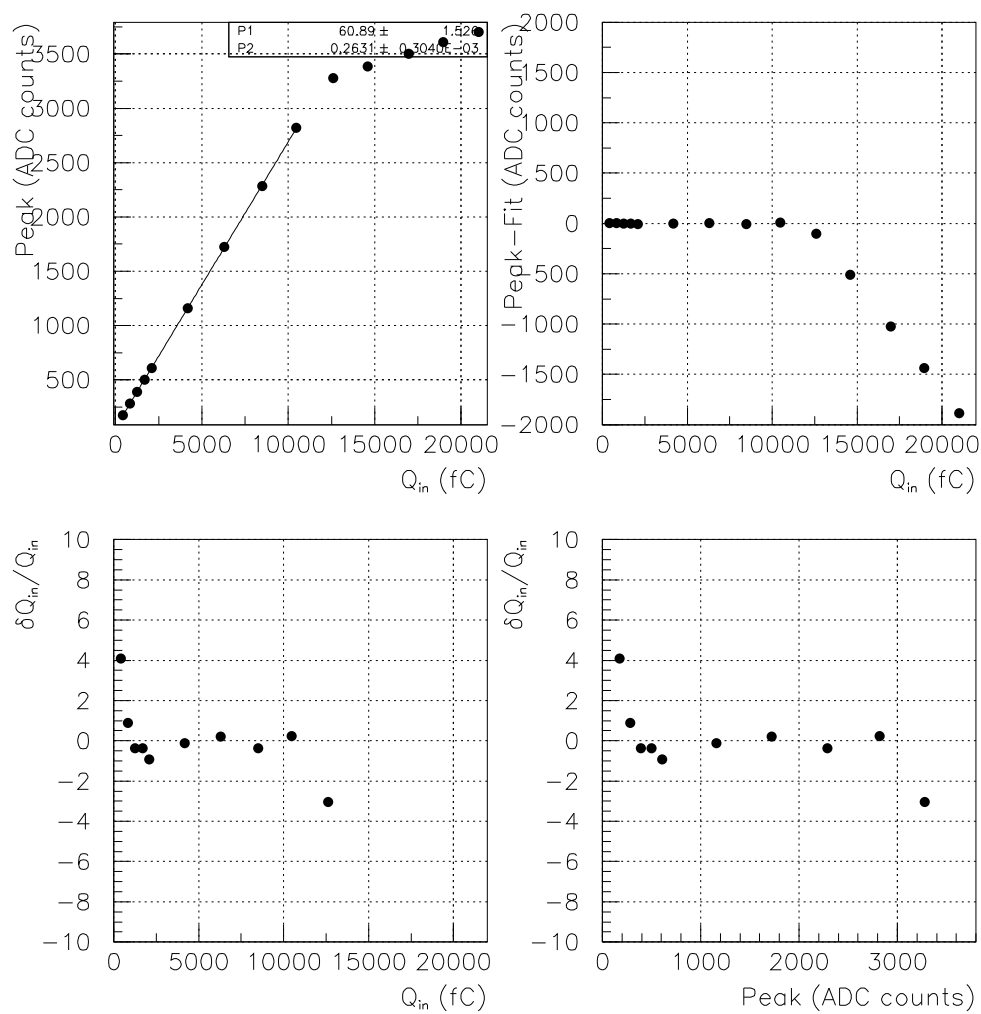 P1 60.89 ± 1.526
P2 0.2631 ± 0.3040E-03
Peak (ADC counts)
3500
3000
2500
2000
1500
1000
500
0 5000 10000 15000 20000
Q_in (fC)
Peak-Fit (ADC counts)
2000
1500
1000
500
0
-500
-1000
-1500
-2000
0 5000 10000 15000 20000
Q_in (fC)
δQ_in/Q_in
10
8
6
4
2
0
-2
-4
-6
-8
-10
0 5000 10000 15000 20000
Q_in (fC)
δQ_in/Q_in
10
8
6
4
2
0
-2
-4
-6
-8
-10
0 1000 2000 3000
Peak (ADC counts)